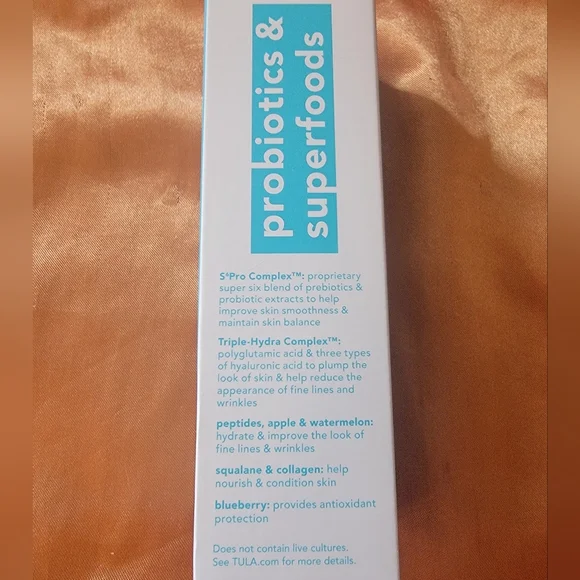 probiotics &
superfoods
S⁶Pro Complex™: proprietary
super six blend of prebiotics &
probiotic extracts to help
improve skin smoothness &
maintain skin balance
Triple-Hydra Complex™:
polyglutamic acid & three types
of hyaluronic acid to plump the
look of skin & help reduce the
appearance of fine lines and
wrinkles
peptides, apple & watermelon:
hydrate & improve the look of
fine lines & wrinkles
squalane & collagen: help
nourish & condition skin
blueberry: provides antioxidant
protection
Does not contain live cultures.
See TULA.com for more details.